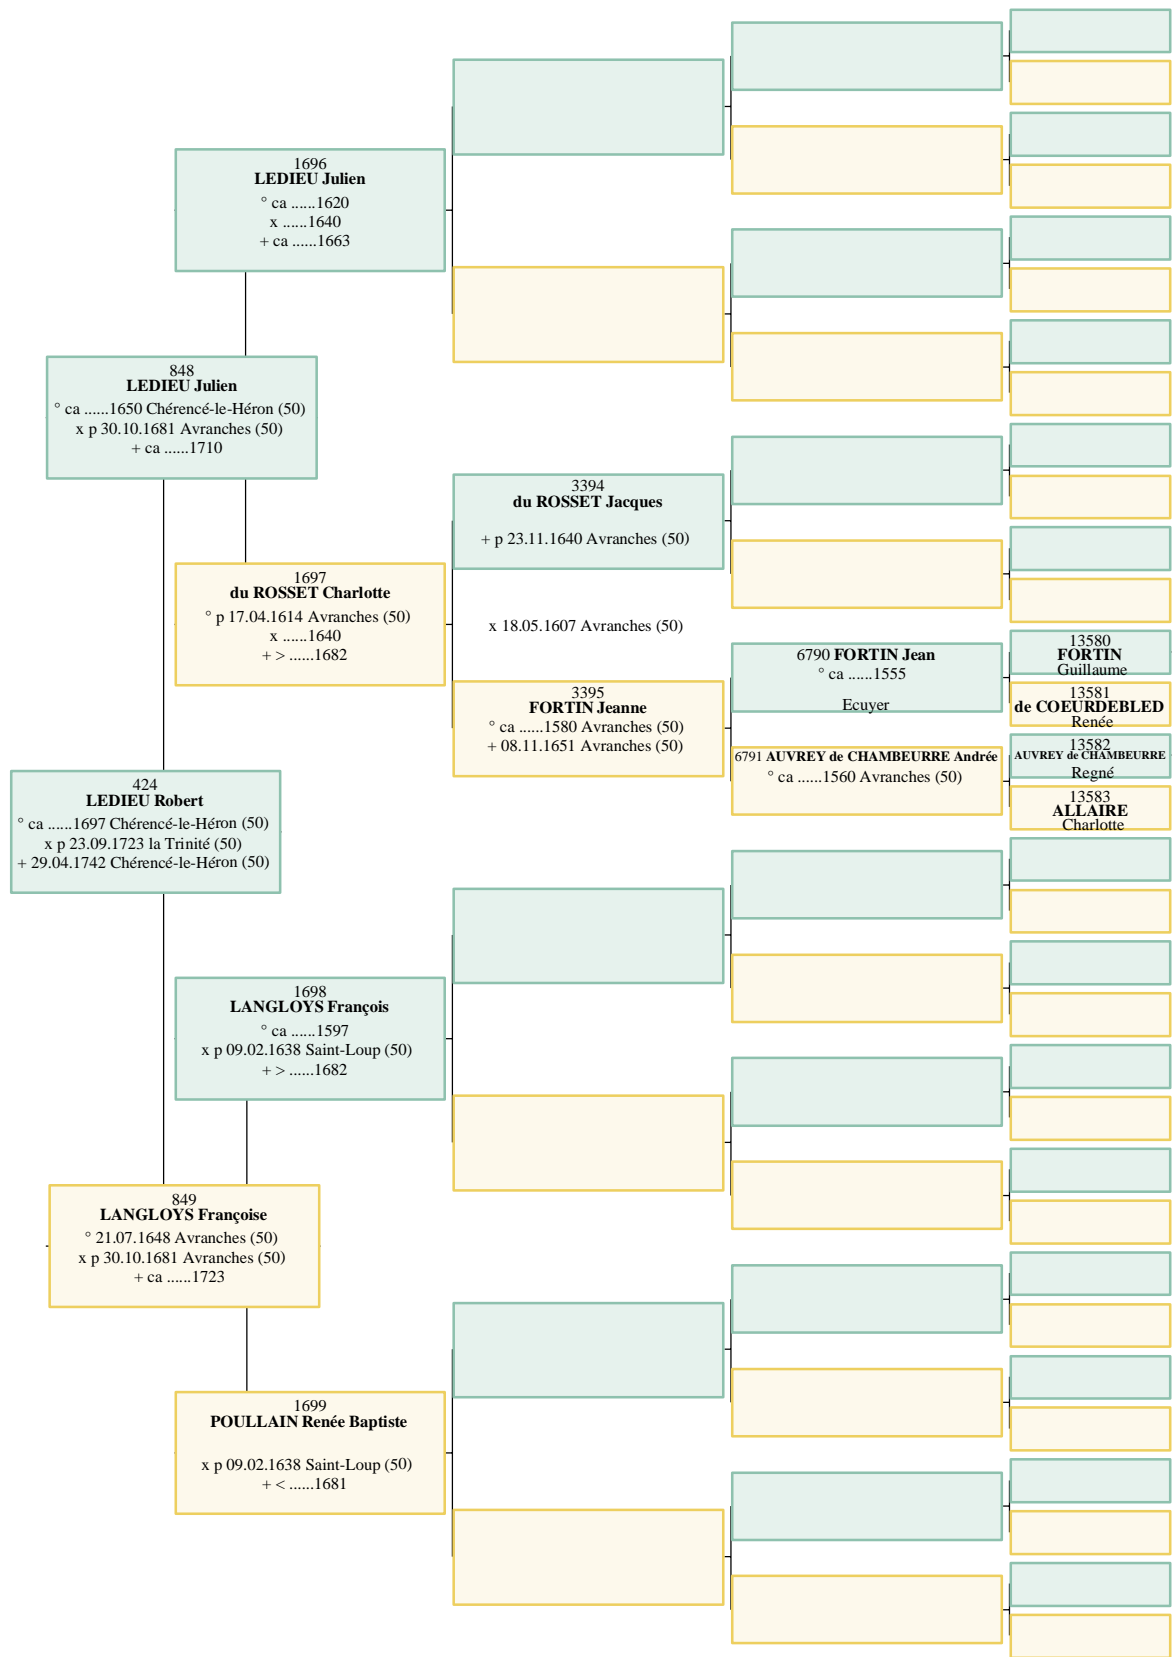 1696
LEDIEU Julien
° ca ......1620
x ......1640
+ ca ......1663
848
LEDIEU Julien
° ca ......1650 Chérencé-le-Héron (50)
x p 30.10.1681 Avranches (50)
+ ca ......1710
3394
du ROSSET Jacques
+ p 23.11.1640 Avranches (50)
1697
du ROSSET Charlotte
° p 17.04.1614 Avranches (50)
x ......1640
+ > ......1682
x 18.05.1607 Avranches (50)
6790 FORTIN Jean
° ca ......1555
Ecuyer
13580
FORTIN
Guillaume
13581
de COEURDEBLED
Renée
3395
FORTIN Jeanne
° ca ......1580 Avranches (50)
+ 08.11.1651 Avranches (50)
6791 AUVREY de CHAMBEURRE Andrée
° ca ......1560 Avranches (50)
13582
AUVREY de CHAMBEURRE
Regné
13583
ALLAIRE
Charlotte
424
LEDIEU Robert
° ca ......1697 Chérencé-le-Héron (50)
x p 23.09.1723 la Trinité (50)
+ 29.04.1742 Chérencé-le-Héron (50)
1698
LANGLOYS François
° ca ......1597
x p 09.02.1638 Saint-Loup (50)
+ > ......1682
849
LANGLOYS Françoise
° 21.07.1648 Avranches (50)
x p 30.10.1681 Avranches (50)
+ ca ......1723
1699
POULLAIN Renée Baptiste
x p 09.02.1638 Saint-Loup (50)
+ < ......1681